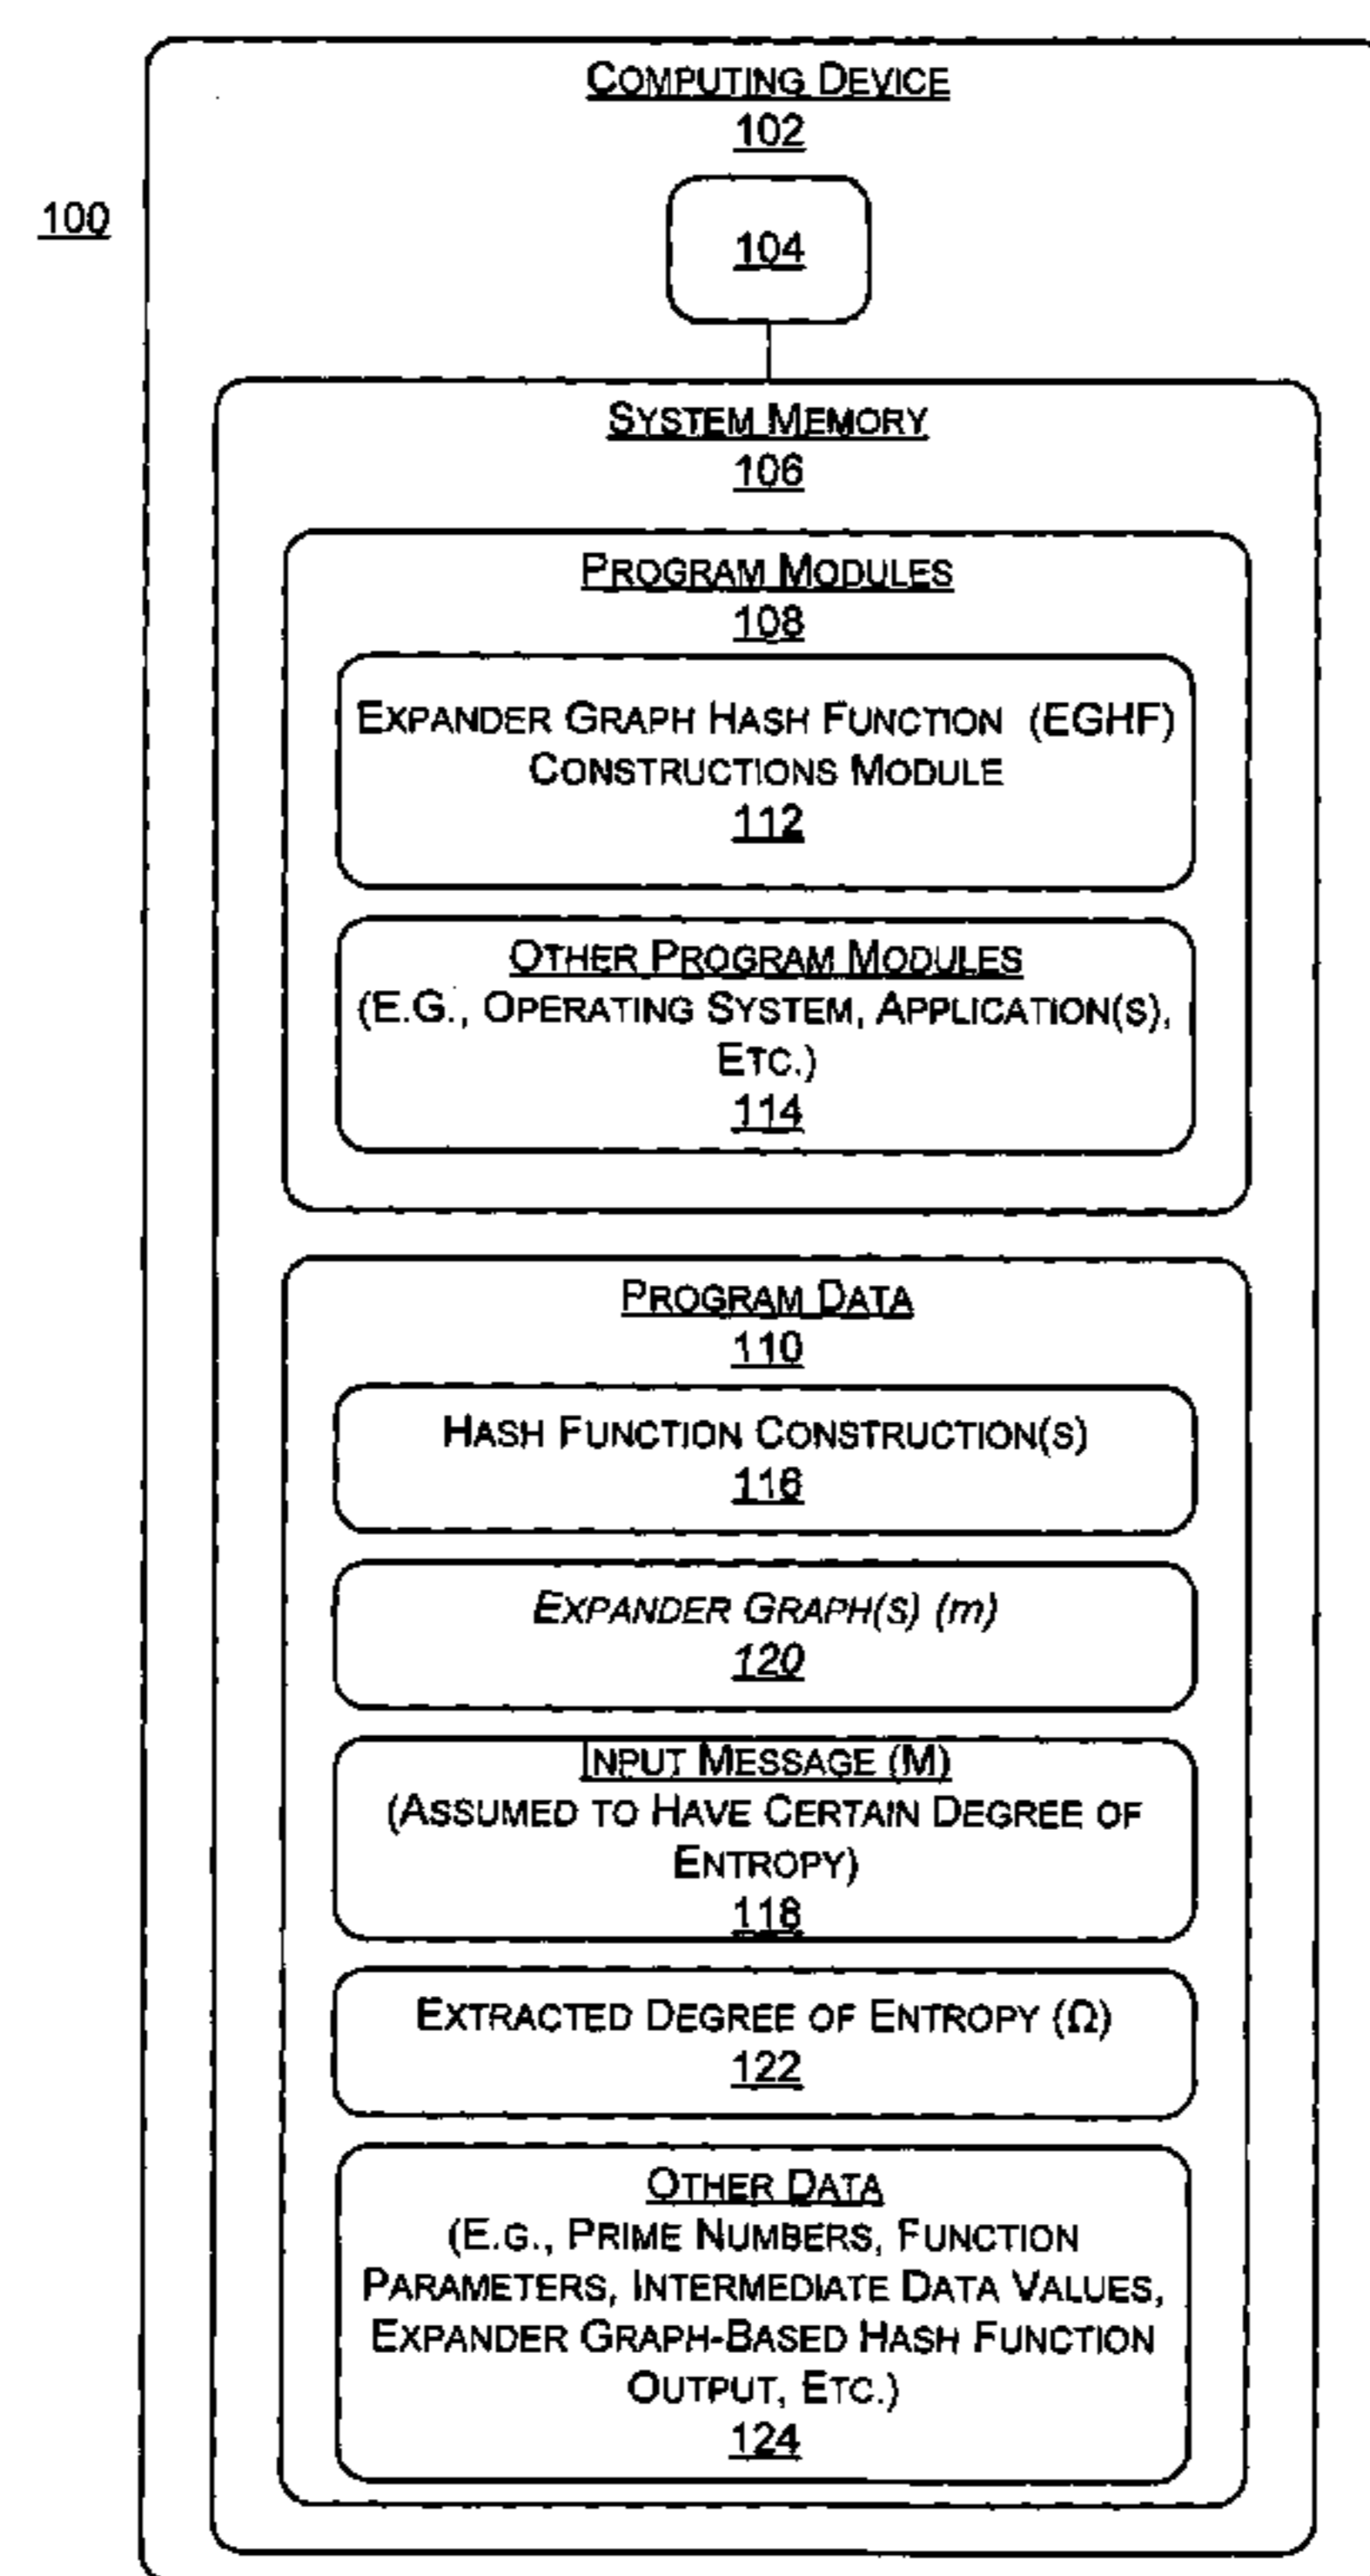 COMPUTING DEVICE
102
100
104
SYSTEM MEMORY
106
PROGRAM MODULES
108
EXPANDER GRAPH HASH FUNCTION (EGHF)
CONSTRUCTIONS MODULE
112
OTHER PROGRAM MODULES
(E.G., OPERATING SYSTEM, APPLICATION(S),
ETC.)
114
PROGRAM DATA
110
HASH FUNCTION CONSTRUCTION(S)
116
EXPANDER GRAPH(S) (m)
120
INPUT MESSAGE (M)
(ASSUMED TO HAVE CERTAIN DEGREE OF
ENTROPY)
118
EXTRACTED DEGREE OF ENTROPY (Ω)
122
OTHER DATA
(E.G., PRIME NUMBERS, FUNCTION
PARAMETERS, INTERMEDIATE DATA VALUES,
EXPANDER GRAPH-BASED HASH FUNCTION
OUTPUT, ETC.)
124